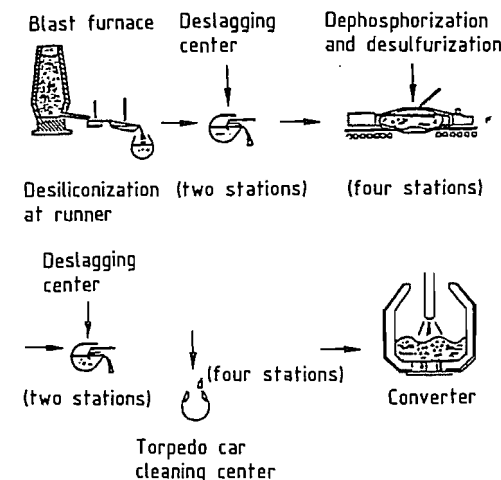 Blast furnace
Deslagging
center
Dephosphorization
and desulfurization
Desiliconization
at runner
(two stations)
(four stations)
Deslagging
center
(two stations)
(four stations)
Torpedo car
cleaning center
Converter